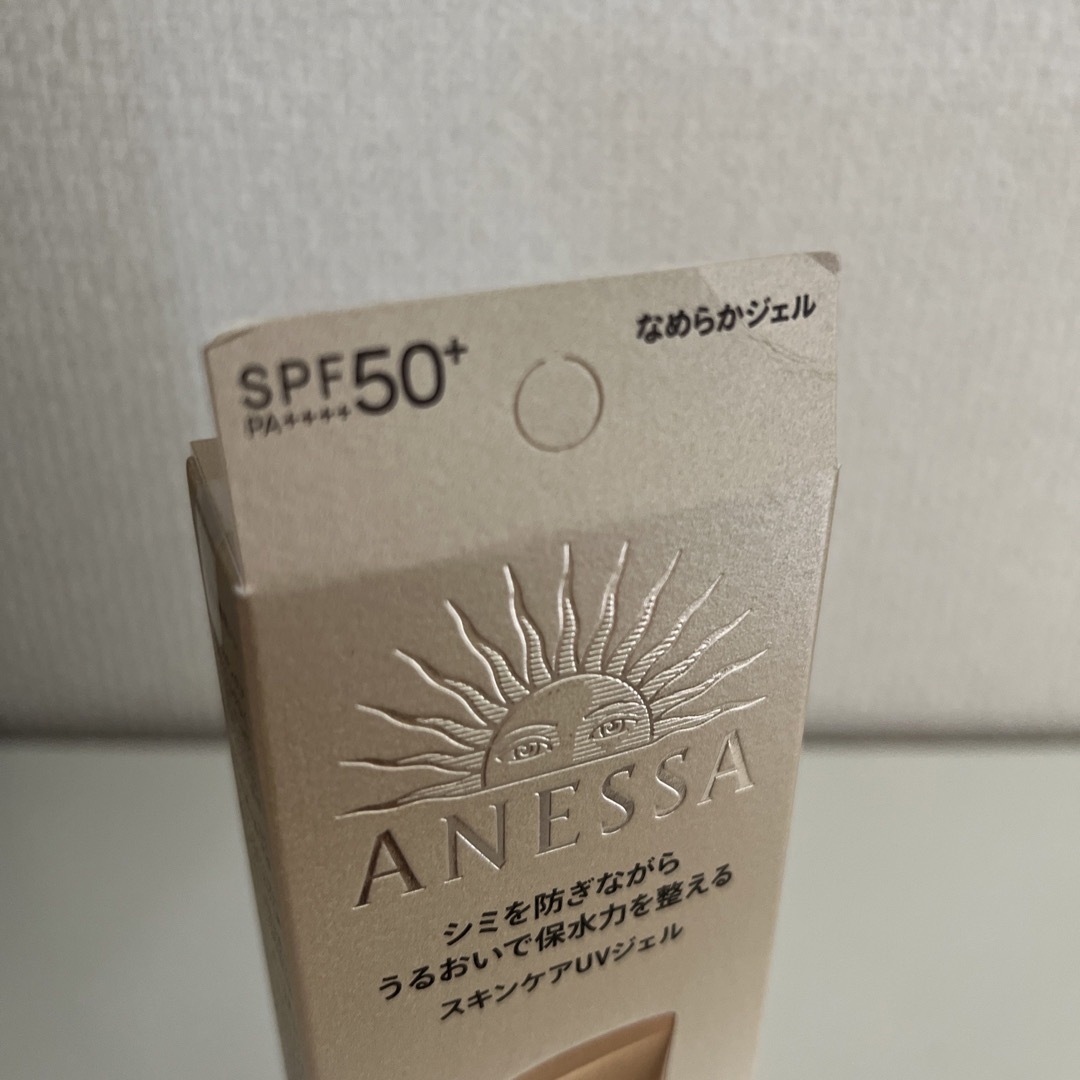 SPF50+
PA++++
なめらかジェル
ANESSA
シミを防ぎながら
うるおいで保水力を整える
スキンケアUVジェル